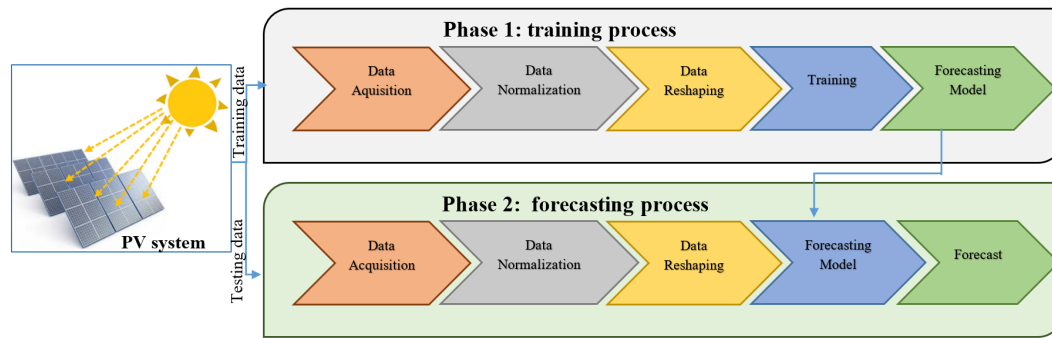 Phase 1: training process
Data
Aquisition
Data
Normalization
Data
Reshaping
Training
Forecasting
Model
Training data
PV system
Testing data
Phase 2: forecasting process
Data
Acquisition
Data
Normalization
Data
Reshaping
Forecasting
Model
Forecast